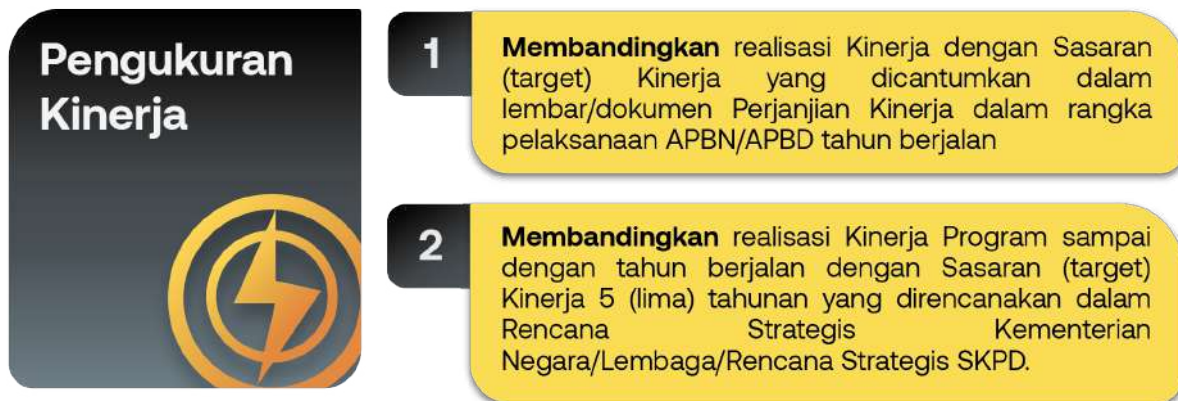 Pengukuran
Kinerja
1
Membandingkan realisasi Kinerja dengan Sasaran
(target) Kinerja yang dicantumkan dalam
lembar/dokumen Perjanjian Kinerja dalam rangka
pelaksanaan APBN/APBD tahun berjalan
2
Membandingkan realisasi Kinerja Program sampai
dengan tahun berjalan dengan Sasaran (target)
Kinerja 5 (lima) tahunan yang direncanakan dalam
Rencana Strategis Kementerian
Negara/Lembaga/Rencana Strategis SKPD.